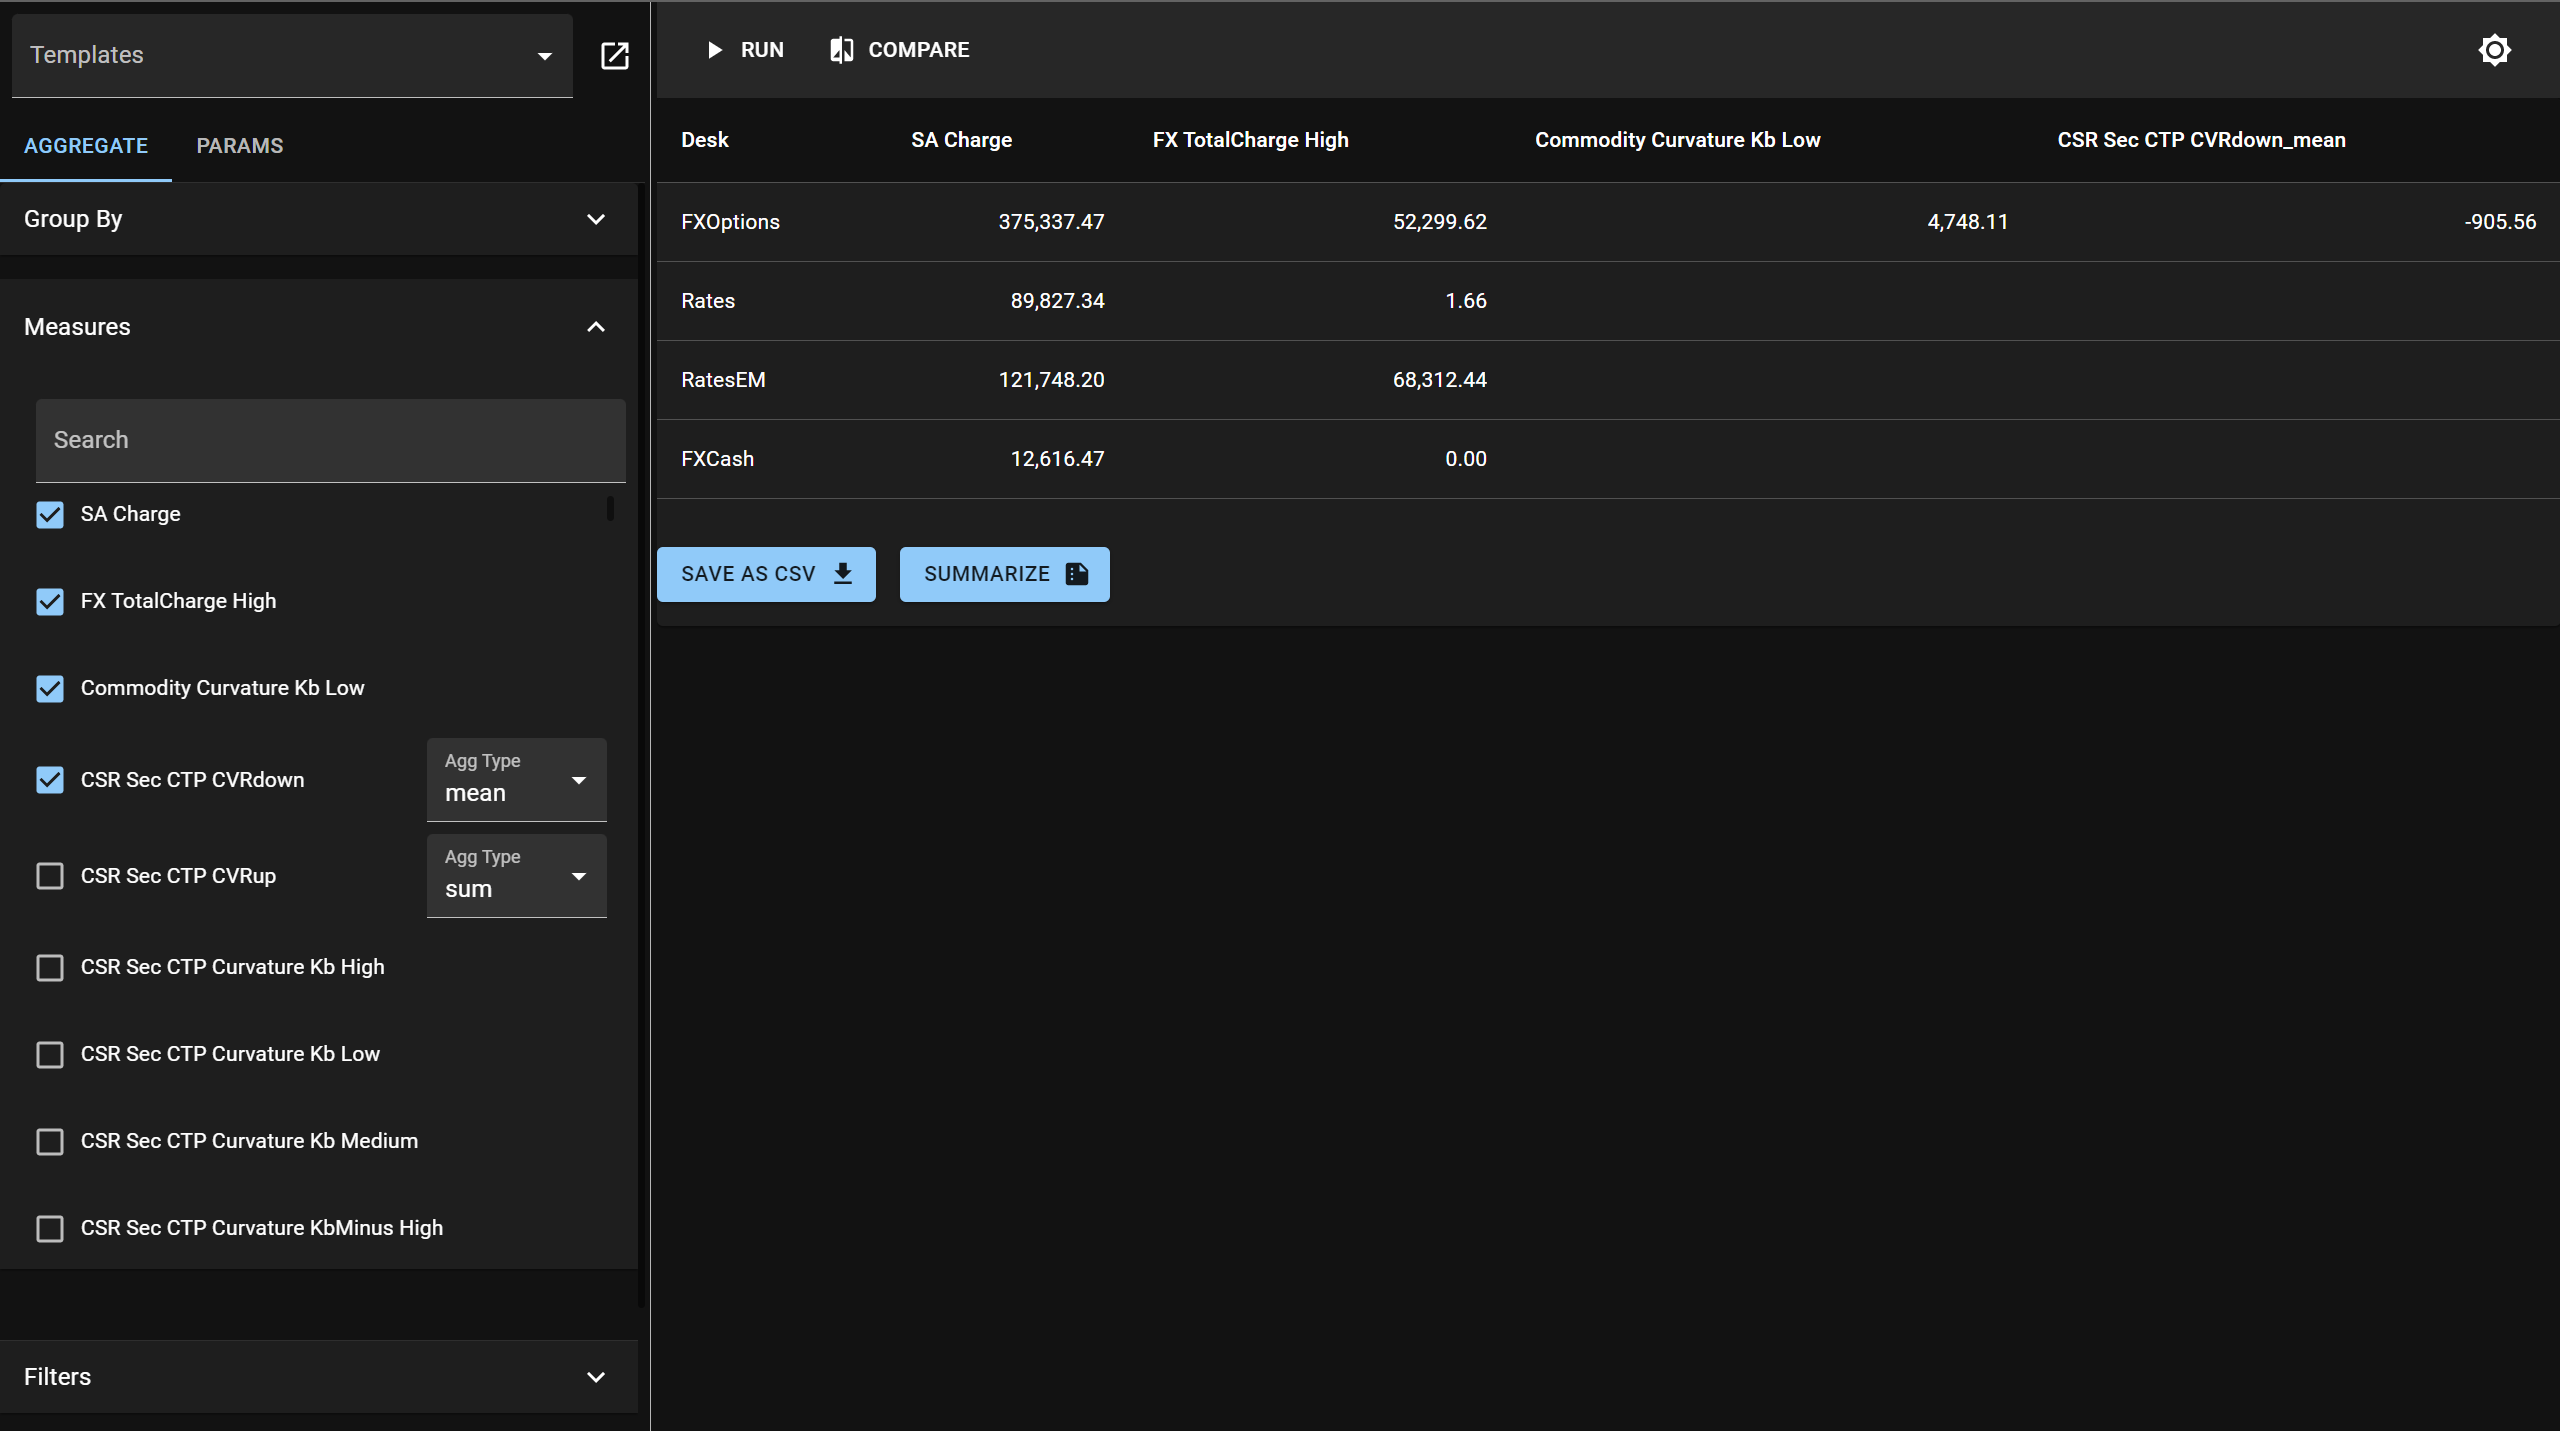 Templates
AGGREGATE PARAMS
Group By
Measures
Search
SA Charge
FX TotalCharge High
Commodity Curvature Kb Low
CSR Sec CTP CVRdown
Agg Type
mean
CSR Sec CTP CVRup
Agg Type
sum
CSR Sec CTP Curvature Kb High
CSR Sec CTP Curvature Kb Low
CSR Sec CTP Curvature Kb Medium
CSR Sec CTP Curvature KbMinus High
Filters
RUN COMPARE
Desk SA Charge FX TotalCharge High Commodity Curvature Kb Low CSR Sec CTP CVRdown_mean
FXOptions 375,337.47 52,299.62 4,748.11 -905.56
Rates 89,827.34 1.66
RatesEM 121,748.20 68,312.44
FXCash 12,616.47 0.00
SAVE AS CSV SUMMARIZE